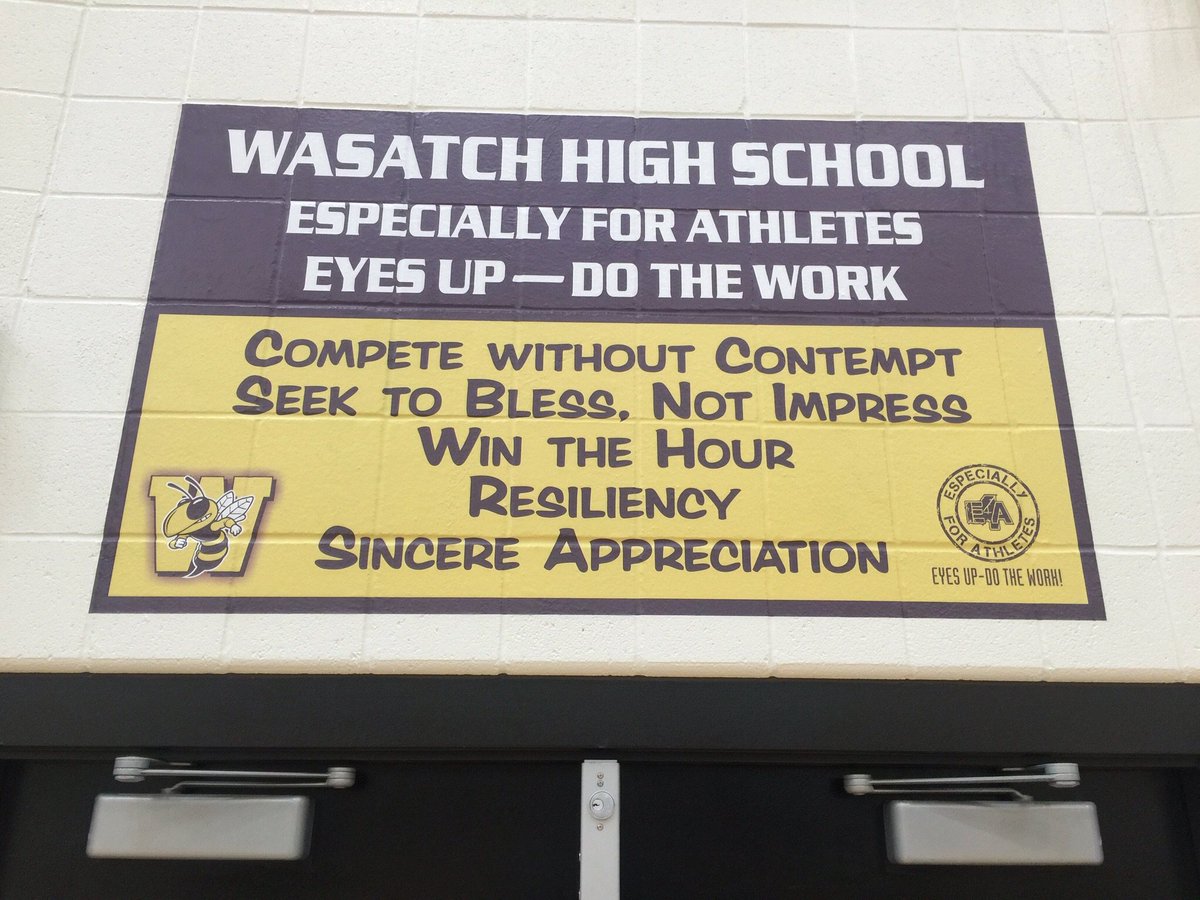 WASATCH HIGH SCHOOL
ESPECIALLY FOR ATHLETES
EYES UP — DO THE WORK
COMPETE WITHOUT CONTEMPT
SEEK TO BLESS, NOT IMPRESS
WIN THE HOUR
RESILIENCY
SINCERE APPRECIATION
W
ESPECIALLY
E4A
FOR ATHLETES
EYES UP-DO THE WORK!